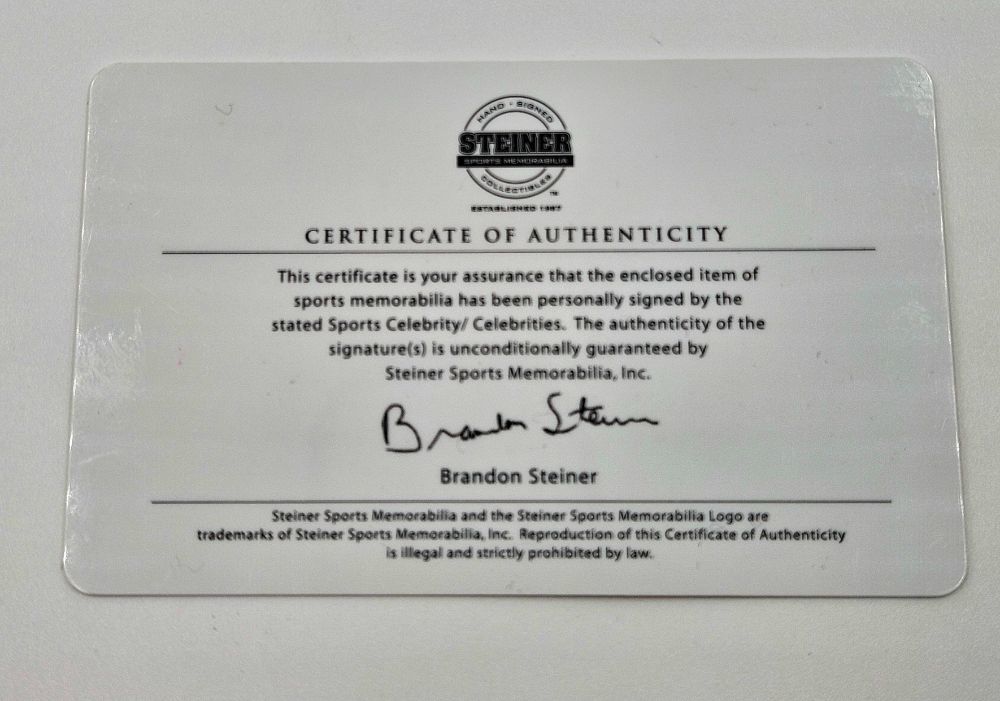 HAND • SIGNED
STEINER
SPORTS MEMORABILIA
COLLECTIBLES
TM
ESTABLISHED 1987
CERTIFICATE OF AUTHENTICITY
This certificate is your assurance that the enclosed item of
sports memorabilia has been personally signed by the
stated Sports Celebrity/ Celebrities. The authenticity of the
signature(s) is unconditionally guaranteed by
Steiner Sports Memorabilia, Inc.
Brandon Steiner
Brandon Steiner
Steiner Sports Memorabilia and the Steiner Sports Memorabilia Logo are
trademarks of Steiner Sports Memorabilia, Inc. Reproduction of this Certificate of Authenticity
is illegal and strictly prohibited by law.